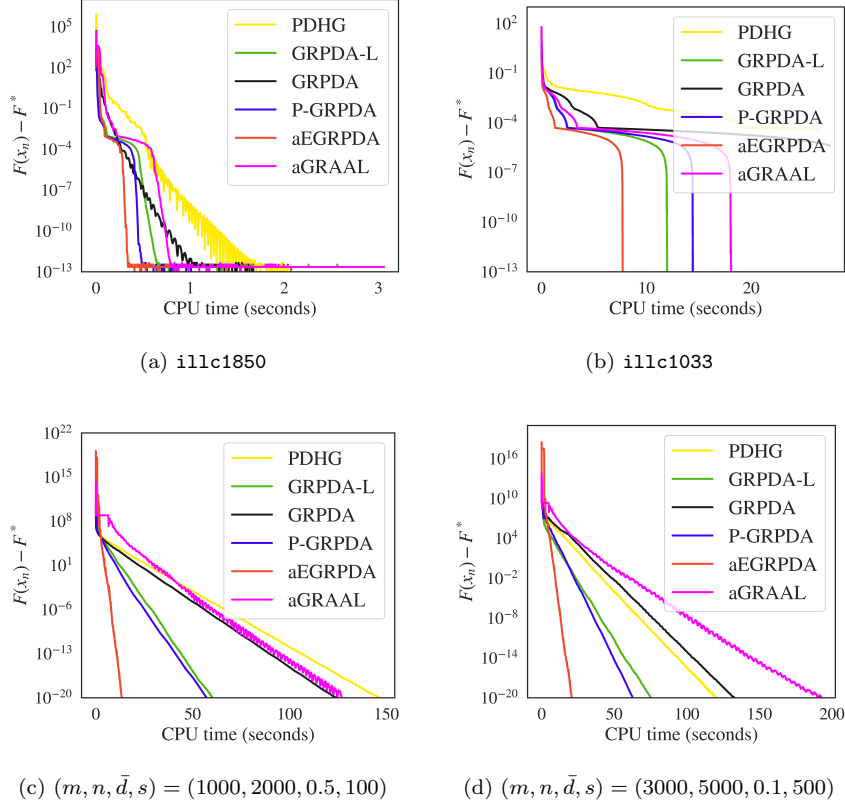 10^5
10^2
10^-1
10^-4
10^-7
10^-10
10^-13
F(x_n) − F*
PDHG
GRPDA-L
GRPDA
P-GRPDA
aEGRPDA
aGRAAL
0 1 2 3
CPU time (seconds)
(a) illc1850
10^2
10^-1
10^-4
10^-7
10^-10
10^-13
F(x_n) − F*
PDHG
GRPDA-L
GRPDA
P-GRPDA
aEGRPDA
aGRAAL
0 10 20
CPU time (seconds)
(b) illc1033
10^22
10^15
10^8
10^1
10^-6
10^-13
10^-20
F(x_n) − F*
PDHG
GRPDA-L
GRPDA
P-GRPDA
aEGRPDA
aGRAAL
0 50 100 150
CPU time (seconds)
(c) (m, n, d̄, s) = (1000, 2000, 0.5, 100)
10^16
10^10
10^4
10^-2
10^-8
10^-14
10^-20
F(x_n) − F*
PDHG
GRPDA-L
GRPDA
P-GRPDA
aEGRPDA
aGRAAL
0 50 100 150 200
CPU time (seconds)
(d) (m, n, d̄, s) = (3000, 5000, 0.1, 500)